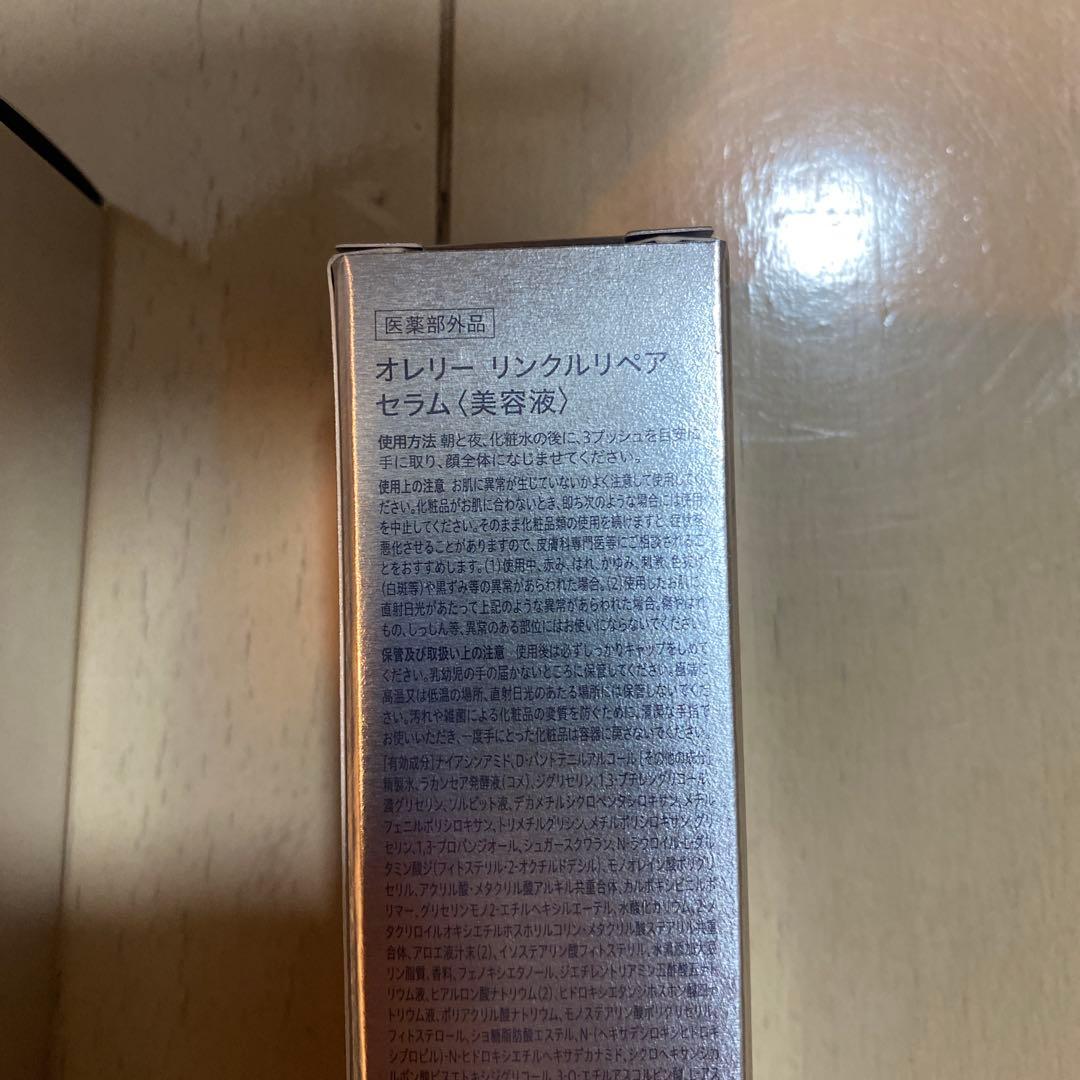 医薬部外品
オレリー リンクルリペア
セラム〈美容液〉
使用方法 朝と夜、化粧水の後に、3プッシュを目安に
手に取り、顔全体になじませてください。
使用上の注意 お肌に異常が生じていないかよく注意して使用してく
ださい。化粧品がお肌に合わないとき、即ち次のような場合には使用
を中止してください。そのまま化粧品類の使用を続けますと、症状を
悪化させることがありますので、皮膚科専門医等にご相談されるこ
とをおすすめします。(1)使用中、赤み、はれ、かゆみ、刺激、色抜け
(白斑等)や黒ずみ等の異常があらわれた場合。(2)使用したお肌に
直射日光があたって上記のような異常があらわれた場合。傷やはれ
もの、しっしん等、異常のある部位にはお使いにならないでください。
保管及び取扱い上の注意 使用後は必ずしっかりキャップをしめて
ください。乳幼児の手の届かないところに保管してください。極端に
高温又は低温の場所、直射日光のあたる場所には保管しないでくだ
さい。汚れや雑菌による化粧品の変質を防ぐために、清潔な手指で
お使いいただき、一度手にとった化粧品は容器に戻さないでください。
[有効成分]ナイアシンアミド、D-パントテニルアルコール [その他の成分]
精製水、ラカンセア発酵液(コメ)、ジグリセリン、1,3-ブチレングリコール、
濃グリセリン、ソルビット液、デカメチルシクロペンタシロキサン、メチル
フェニルポリシロキサン、トリメチルグリシン、メチルポリシロキサン、グリ
セリン、1,3-プロパンジオール、シュガースクワラン、N-ラウロイル-L-グル
タミン酸ジ(フィトステリル・2-オクチルドデシル)、モノオレイン酸ポリグリ
セリル、アクリル酸・メタクリル酸アルキル共重合体、カルボキシビニルポ
リマー、グリセリンモノ2-エチルヘキシルエーテル、水酸化カリウム、2-メ
タクリロイルオキシエチルホスホリルコリン・メタクリル酸ステアリル共重
合体、アロエ液汁末(2)、イソステアリン酸フィトステリル、水素添加大豆
リン脂質、香料、フェノキシエタノール、ジエチレントリアミン五酢酸五ナト
リウム液、ヒアルロン酸ナトリウム(2)、ヒドロキシエタンジホスホン酸四ナ
トリウム液、ポリアクリル酸ナトリウム、モノステアリン酸ポリグリセリル、
フィトステロール、ショ糖脂肪酸エステル、N-(ヘキサデシロキシヒドロキ
シプロピル)-N-ヒドロキシエチルヘキサデカナミド、シクロヘキサンジカ
ルボン酸ビスエトキシジグリコール、3-O-エチルアスコルビン酸、L-アス